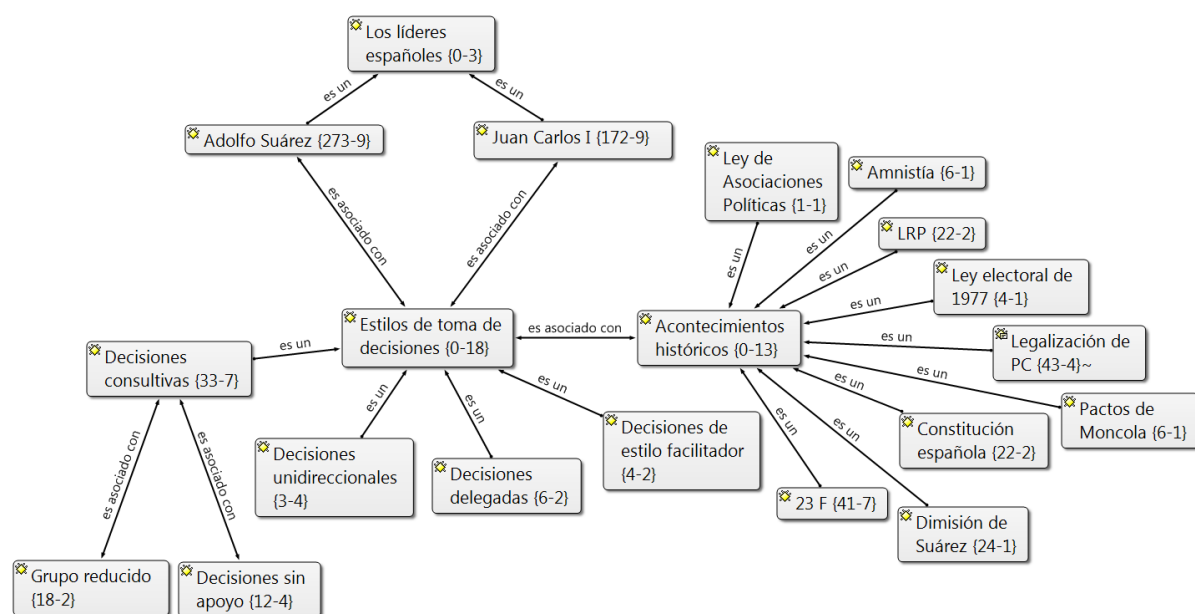 Los líderes
españoles {0-3}
es un
es un
Adolfo Suárez {273-9}
Juan Carlos I {172-9}
es asociado con
es asociado con
Ley de
Asociaciones
Políticas {1-1}
Amnistía {6-1}
LRP {22-2}
Ley electoral de
1977 {4-1}
es un
es un
es un
es un
Estilos de toma de
decisiones {0-18}
es asociado con
Acontecimientos
históricos {0-13}
Legalización de
PC {43-4}~
es un
es un
Decisiones
consultivas {33-7}
es un
es un
es un
es un
es un
es un
es un
Pactos de
Moncola {6-1}
Decisiones
unidireccionales
{3-4}
Decisiones
delegadas {6-2}
Decisiones de
estilo facilitador
{4-2}
Constitución
española {22-2}
23 F {41-7}
Dimisión de
Suárez {24-1}
es asociado con
es asociado con
Grupo reducido
{18-2}
Decisiones sin
apoyo {12-4}